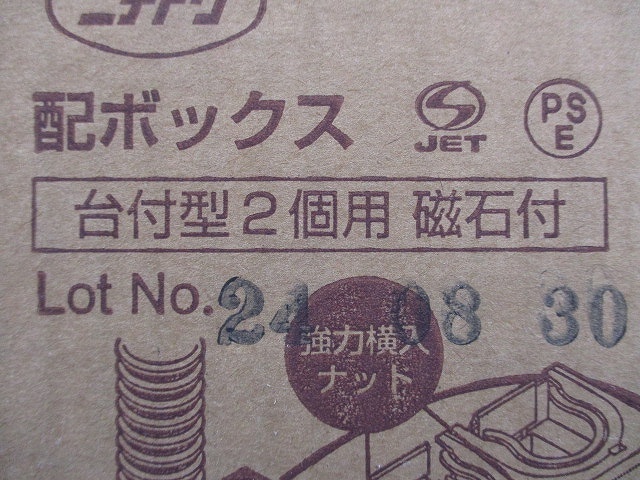 配ボックス
JET
PS
E
台付型2個用 磁石付
Lot No. 24 08 30
強力横入
ナット